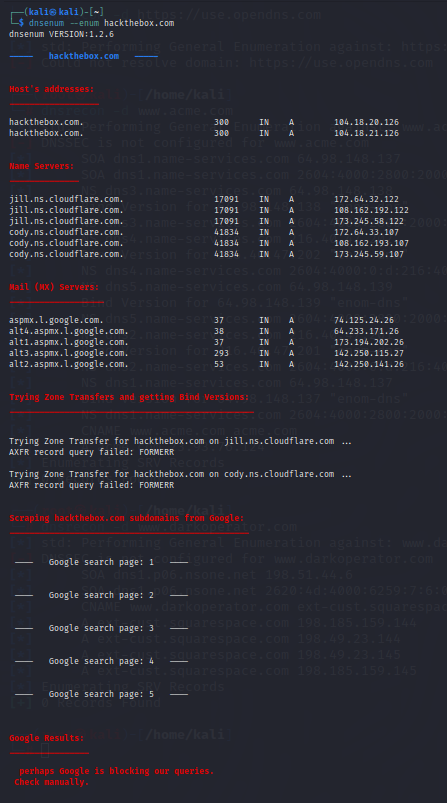 ┌──(kali㉿kali)-[~]
└─$ dnsenum --enum hackthebox.com
dnsenum VERSION:1.2.6
----- hackthebox.com -----
Host's addresses:
hackthebox.com. 300 IN A 104.18.20.126
hackthebox.com. 300 IN A 104.18.21.126
Name Servers:
jill.ns.cloudflare.com. 17091 IN A 172.64.32.122
jill.ns.cloudflare.com. 17091 IN A 108.162.192.122
jill.ns.cloudflare.com. 17091 IN A 173.245.58.122
cody.ns.cloudflare.com. 41834 IN A 172.64.33.107
cody.ns.cloudflare.com. 41834 IN A 108.162.193.107
cody.ns.cloudflare.com. 41834 IN A 173.245.59.107
Mail (MX) Servers:
aspmx.l.google.com. 37 IN A 74.125.24.26
alt4.aspmx.l.google.com. 38 IN A 64.233.171.26
alt1.aspmx.l.google.com. 37 IN A 173.194.202.26
alt3.aspmx.l.google.com. 293 IN A 142.250.115.27
alt2.aspmx.l.google.com. 53 IN A 142.250.141.26
Trying Zone Transfers and getting Bind Versions:
Trying Zone Transfer for hackthebox.com on jill.ns.cloudflare.com ...
AXFR record query failed: FORMERR
Trying Zone Transfer for hackthebox.com on cody.ns.cloudflare.com ...
AXFR record query failed: FORMERR
Scraping hackthebox.com subdomains from Google:
---- Google search page: 1 ----
---- Google search page: 2 ----
---- Google search page: 3 ----
---- Google search page: 4 ----
---- Google search page: 5 ----
Google Results:
perhaps Google is blocking our queries.
Check manually.